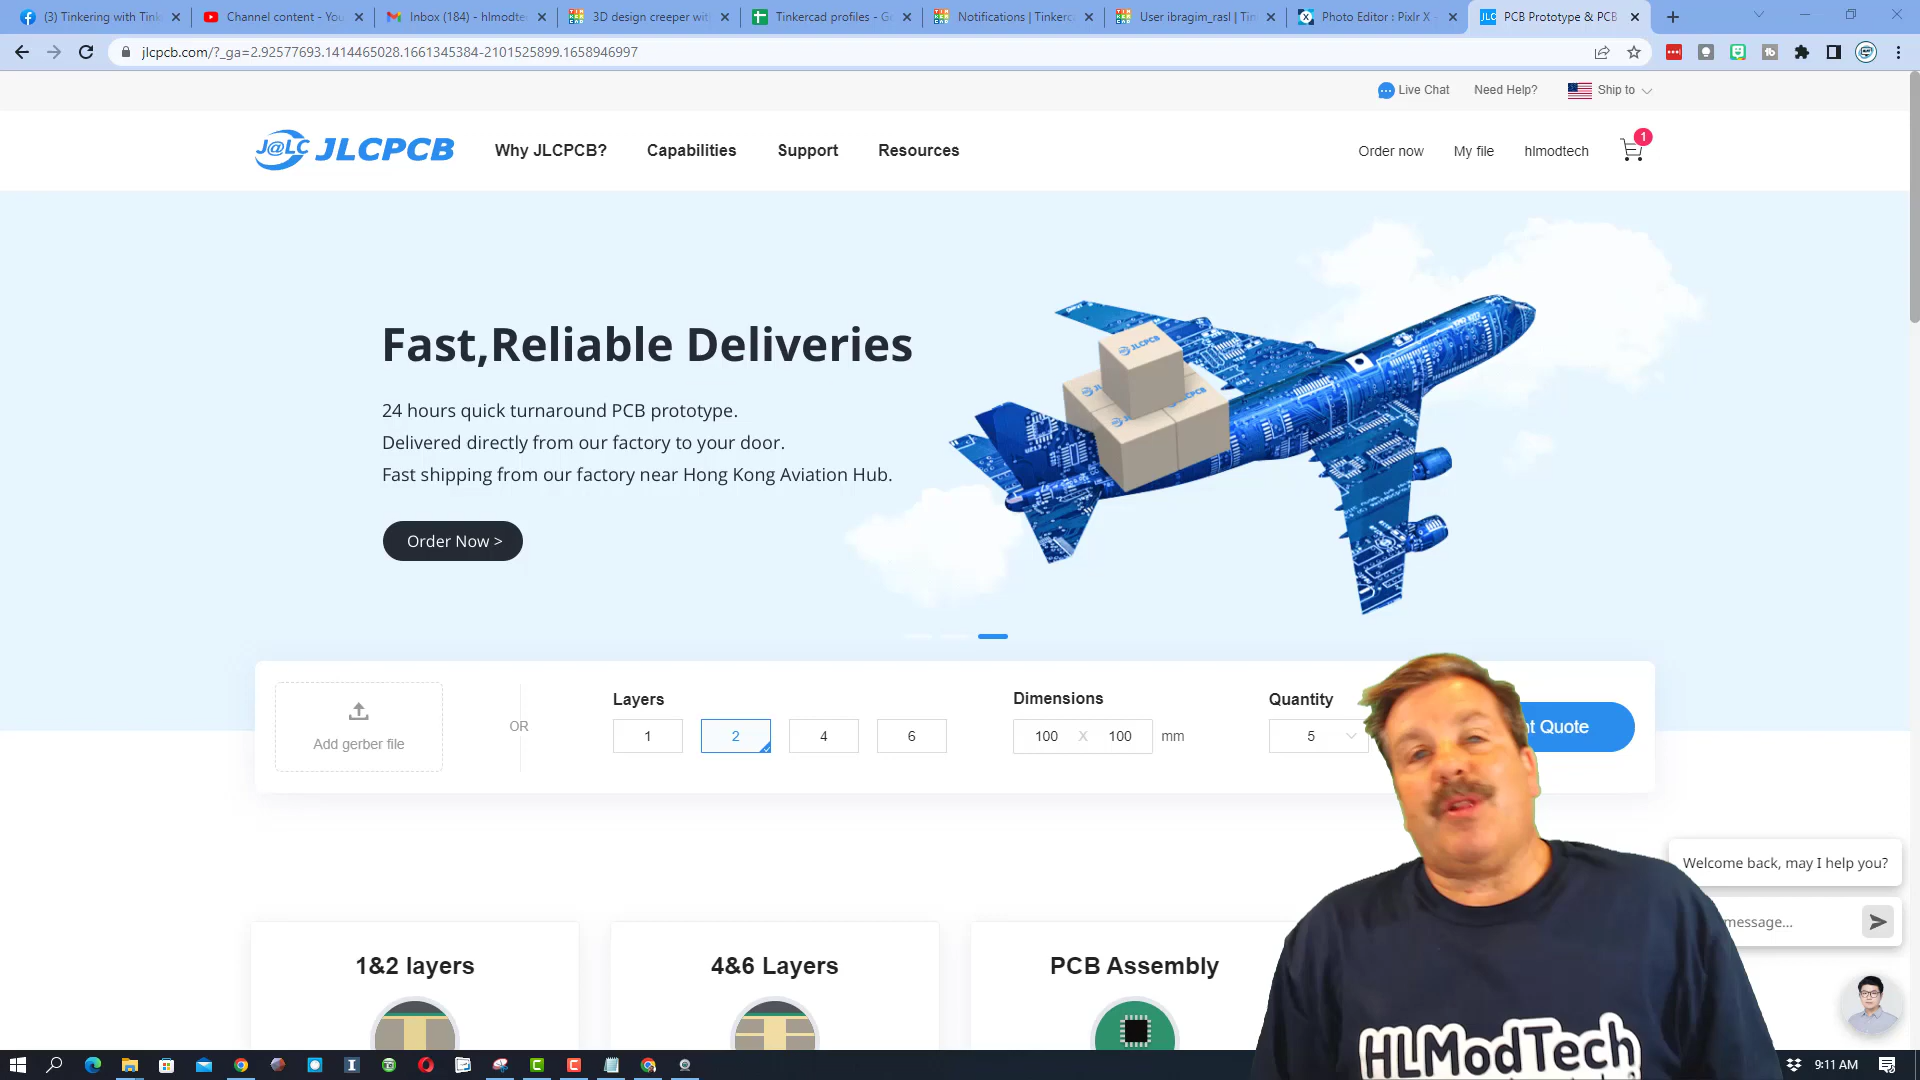 (3) Tinkering with Tink
Channel content - You
Inbox (184) - hlmodte
3D design creeper wit
Tinkercad profiles - Go
Notifications | Tinkerc
User ibragim_rasl | Tin
Photo Editor : Pixlr X
PCB Prototype & PCB
jlcpcb.com/?_ga=2.92577693.1414465028.1661345384-2101525899.1658946997
Live Chat
Need Help?
Ship to
J@LC JLCPCB
Why JLCPCB?
Capabilities
Support
Resources
Order now
My file
hlmodtech
1
Fast,Reliable Deliveries
24 hours quick turnaround PCB prototype.
Delivered directly from our factory to your door.
Fast shipping from our factory near Hong Kong Aviation Hub.
Order Now >
JLCPCB
Add gerber file
OR
Layers
1
2
4
6
Dimensions
100 X 100 mm
Quantity
5
nt Quote
Welcome back, may I help you?
message...
1&2 layers
4&6 Layers
PCB Assembly
HLModTech
9:11 AM